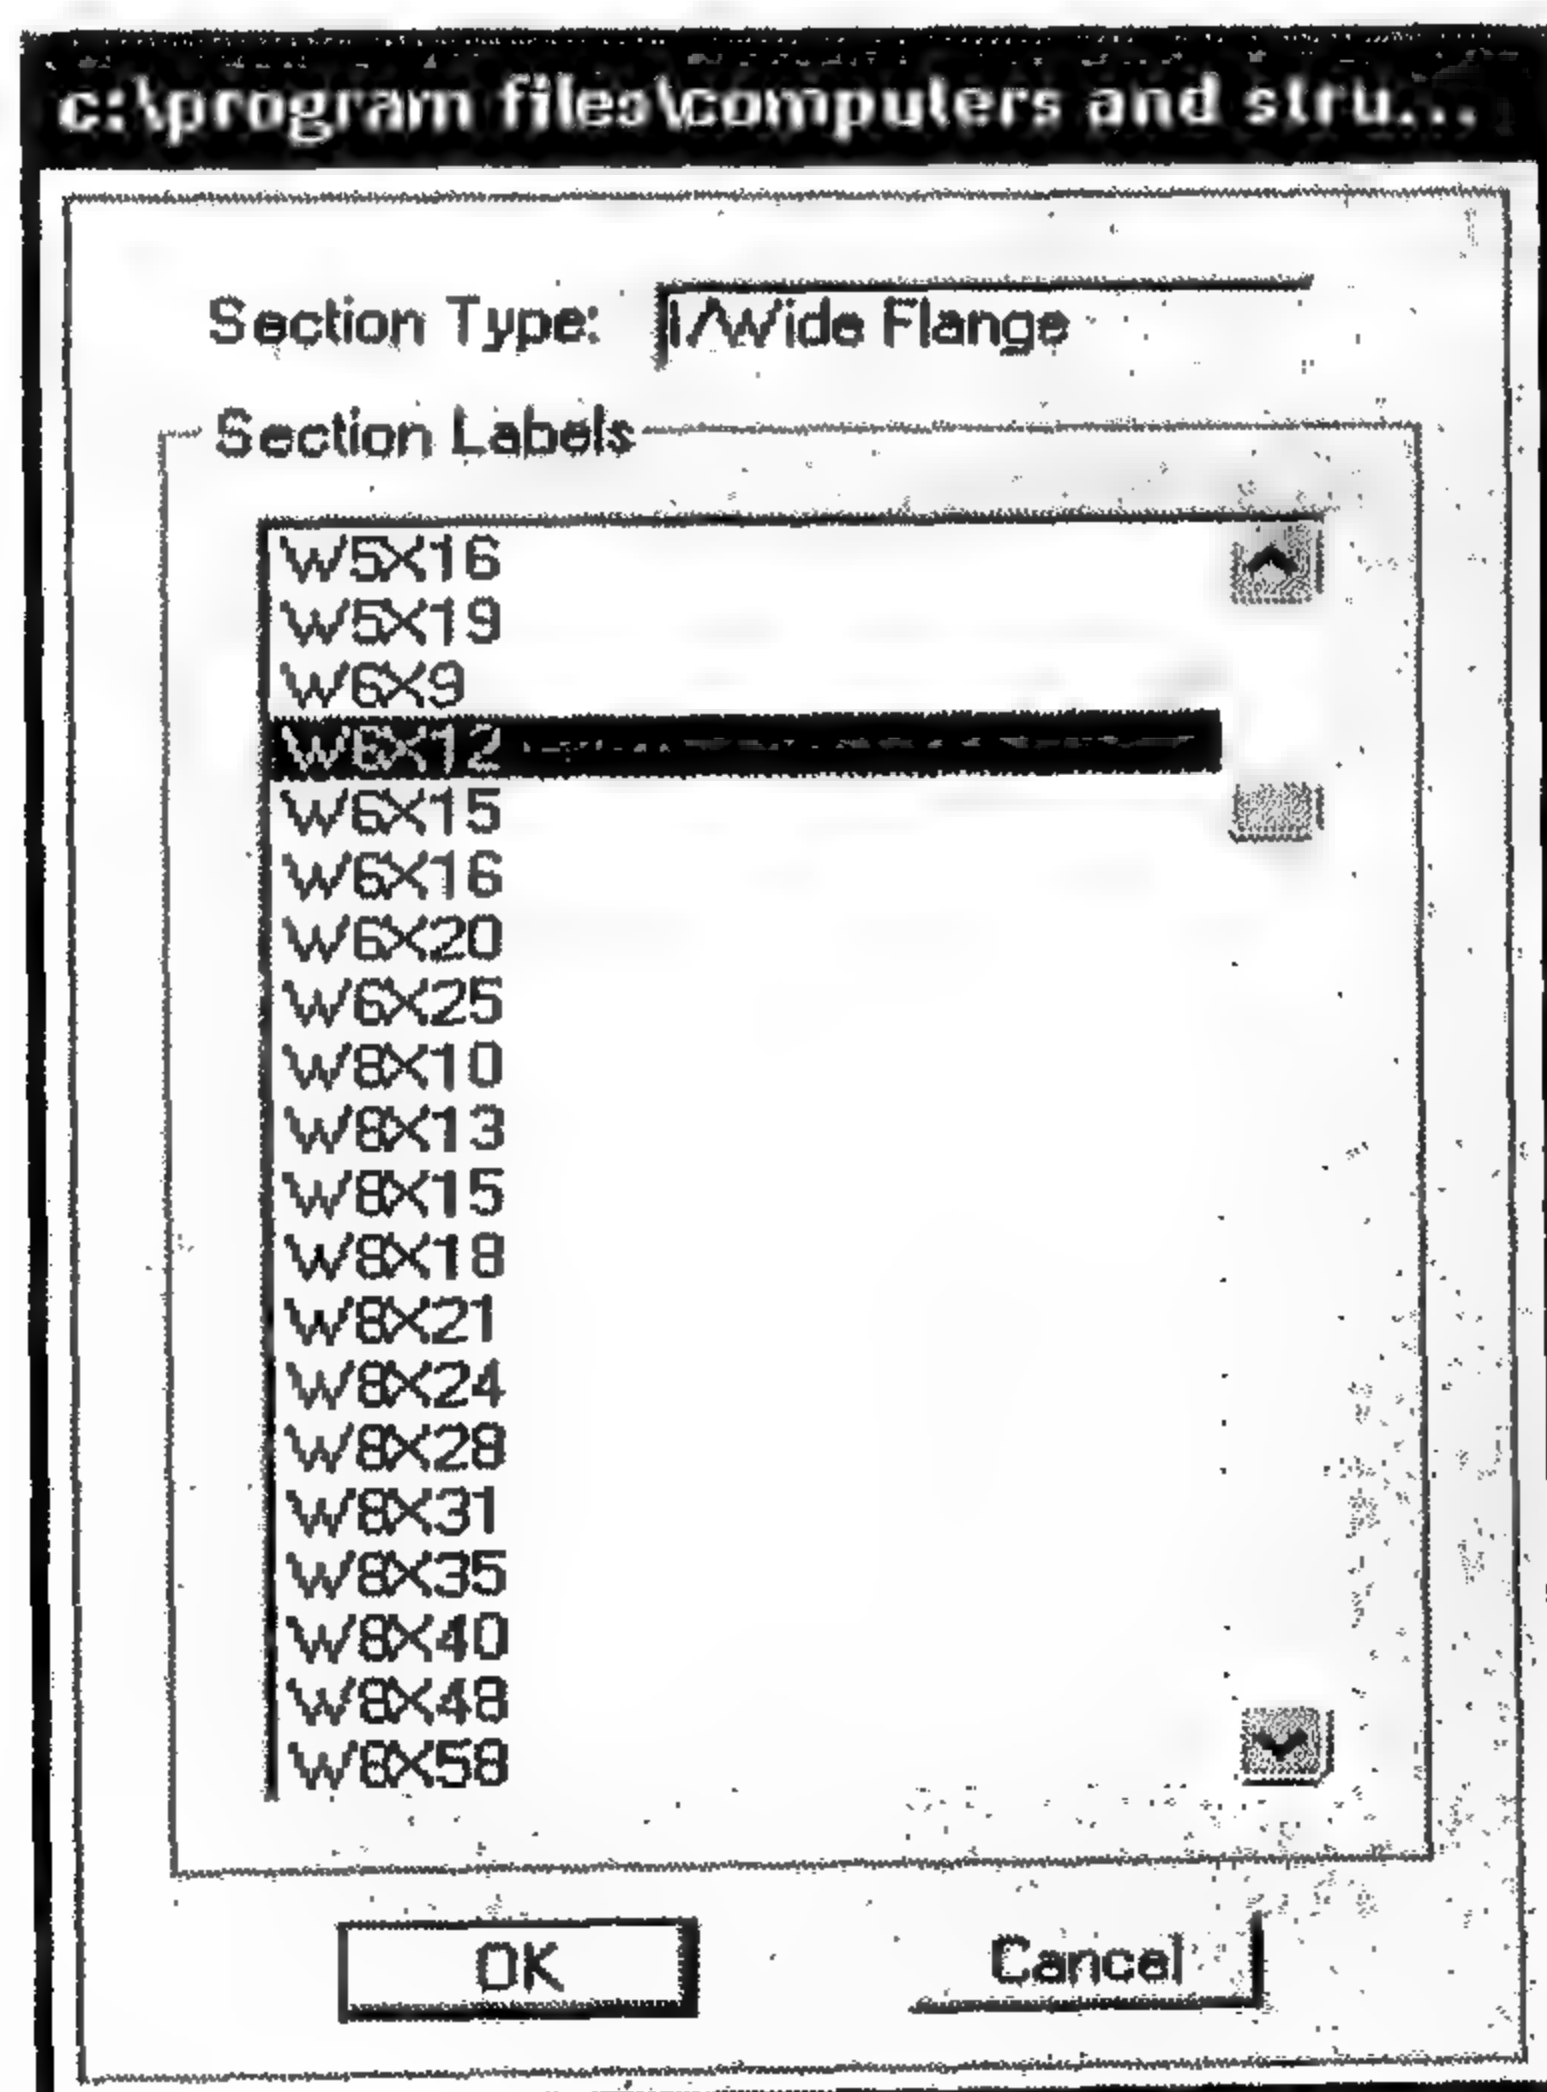 c:\program files\computers and stru...
Section Type: I/Wide Flange
Section Labels
W5X16
W5X19
W6X9
W6X12
W6X15
W6X16
W6X20
W6X25
W8X10
W8X13
W8X15
W8X18
W8X21
W8X24
W8X28
W8X31
W8X35
W8X40
W8X48
W8X58
OK Cancel